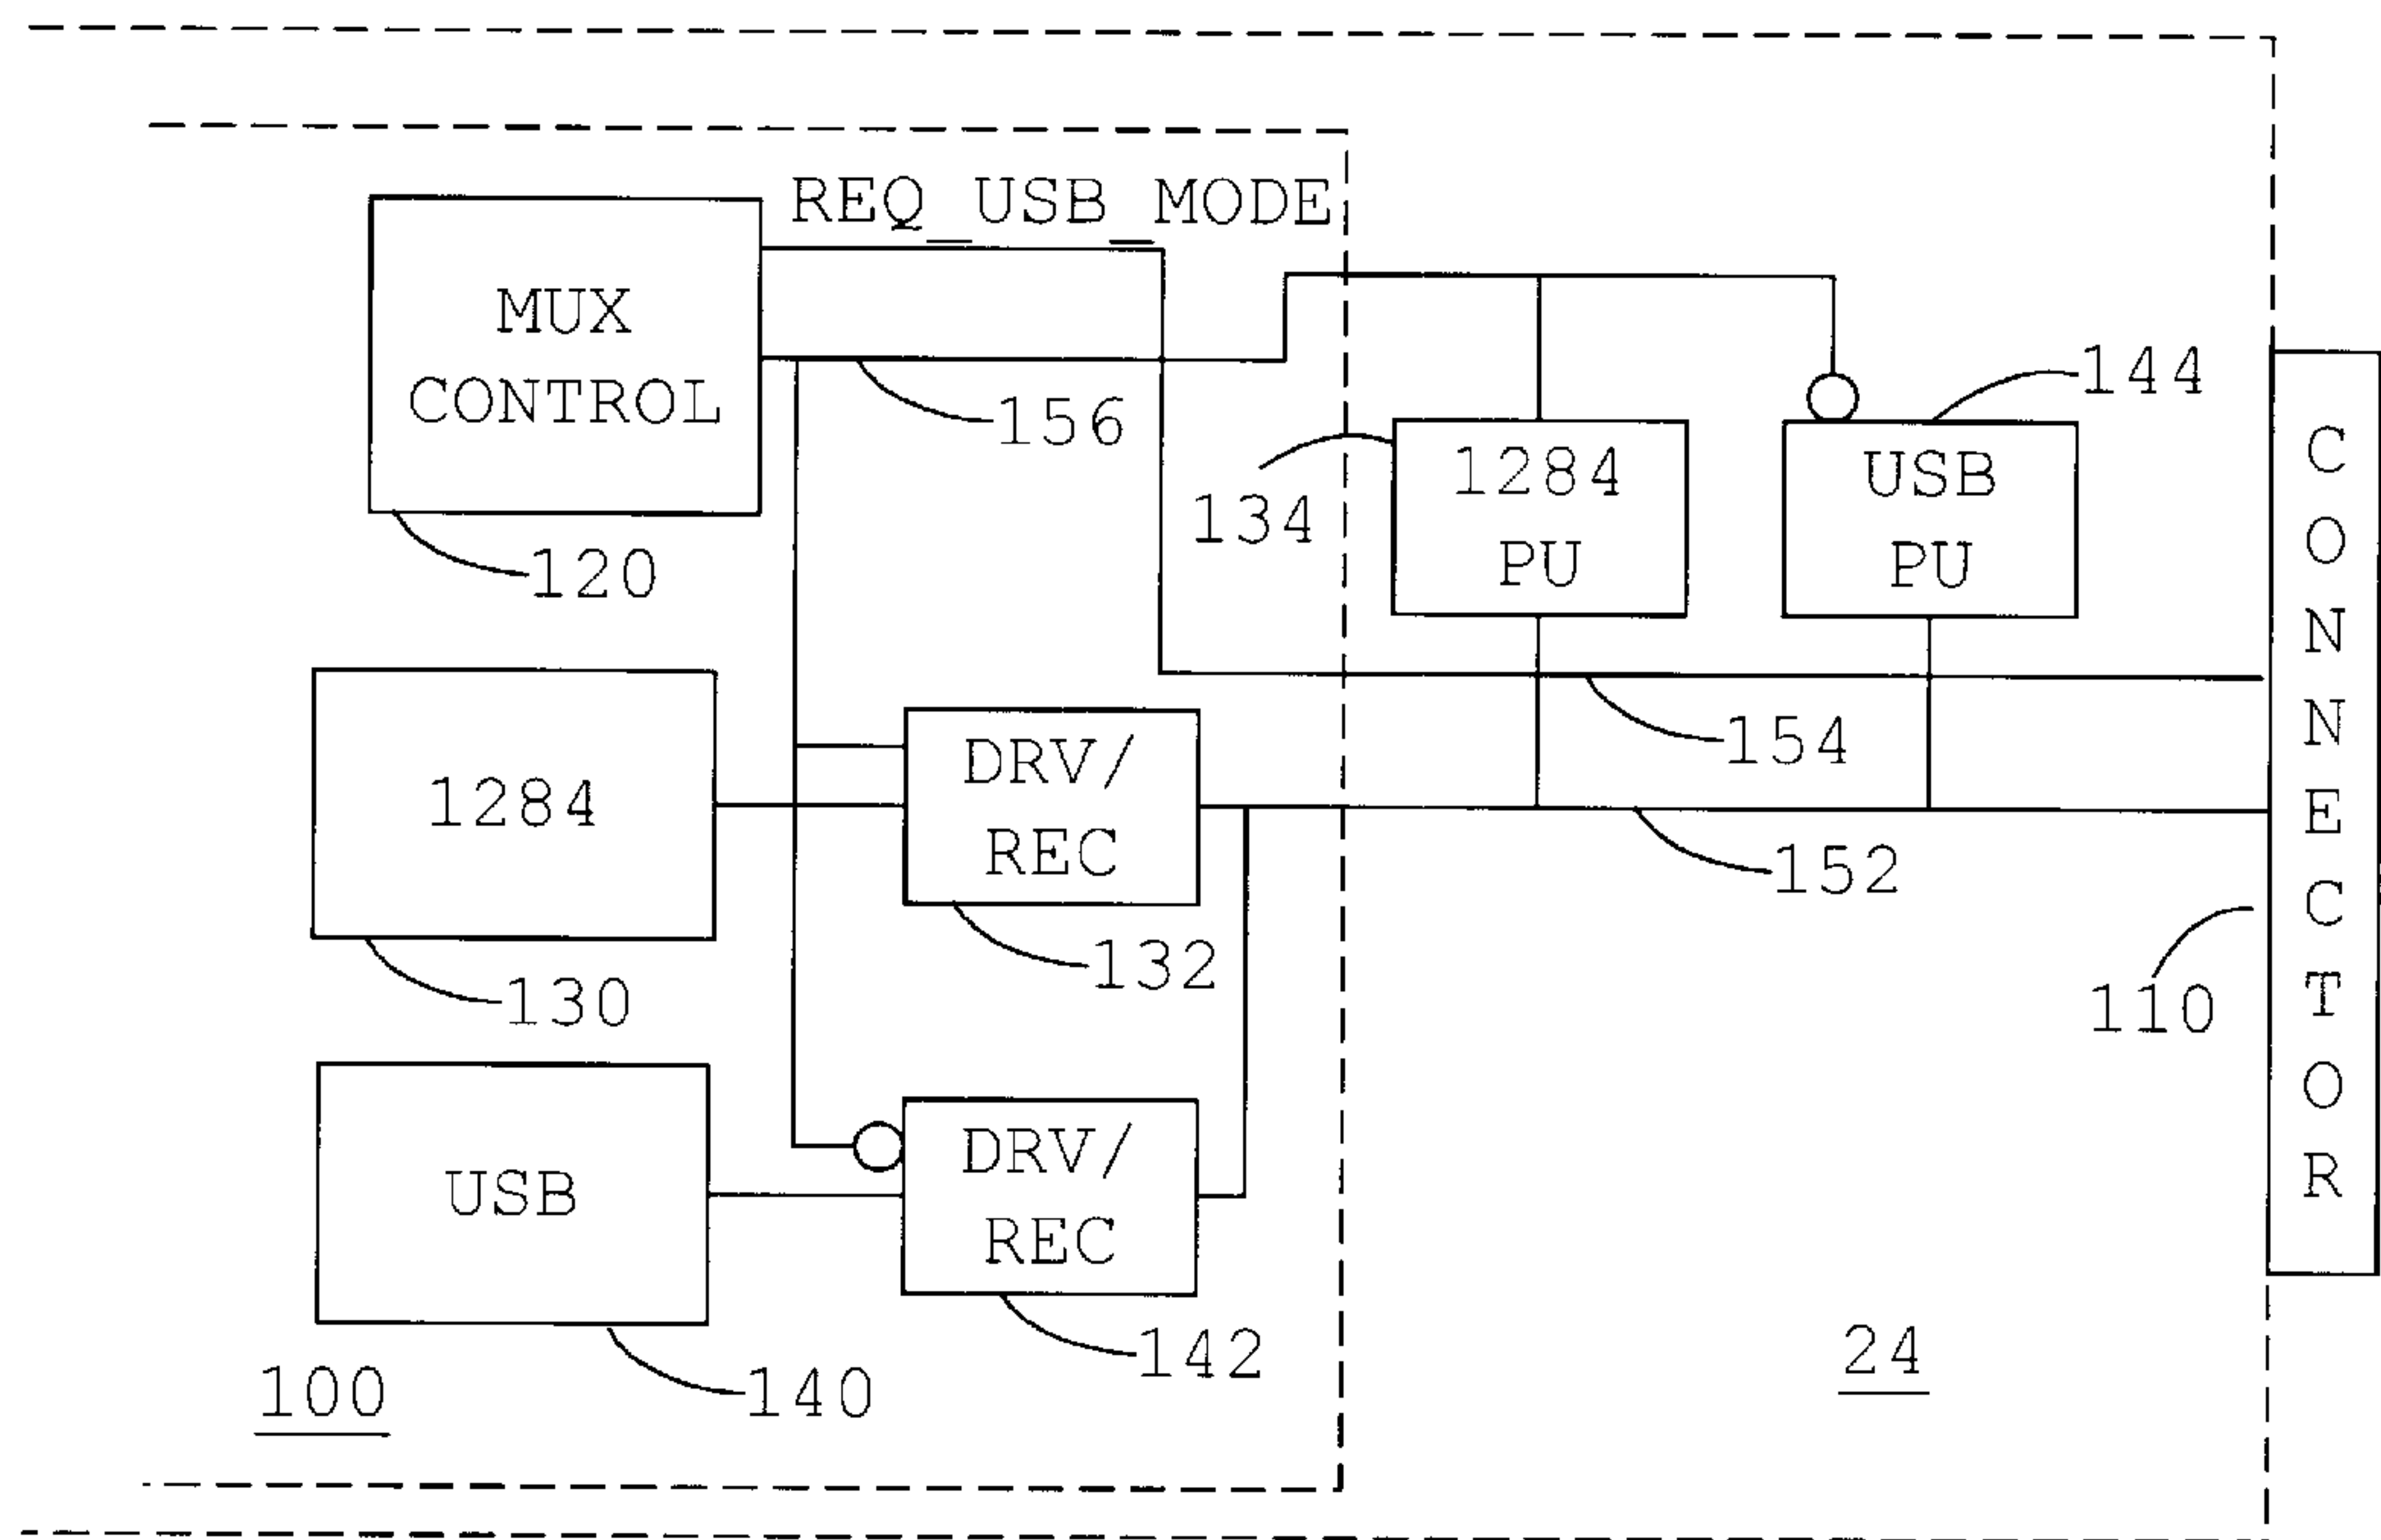 REQ_USB_MODE
MUX
CONTROL
156
144
134
1284
PU
USB
PU
120
154
1284
DRV/
REC
152
132
130
110
CONNECTOR
USB
DRV/
REC
142
140
24
100